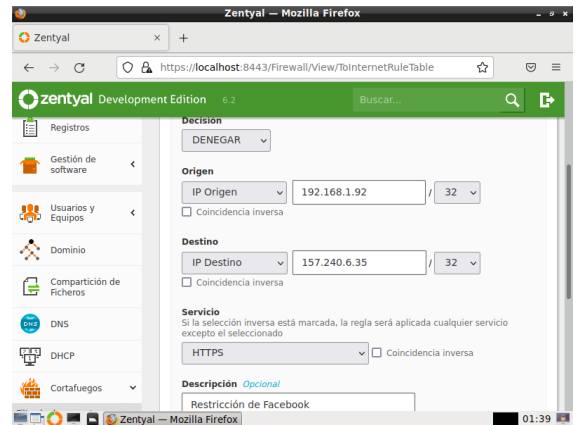 Zentyal — Mozilla Firefox
Zentyal
https://localhost:8443/Firewall/View/ToInternetRuleTable
zentyal Development Edition 6.2
Buscar...
Registros
Gestión de software
Usuarios y Equipos
Dominio
Compartición de Ficheros
DNS
DHCP
Cortafuegos
Decisión
DENEGAR
Origen
IP Origen 192.168.1.92 / 32
Coincidencia inversa
Destino
IP Destino 157.240.6.35 / 32
Coincidencia inversa
Servicio
Si la selección inversa está marcada, la regla será aplicada cualquier servicio
excepto el seleccionado
HTTPS Coincidencia inversa
Descripción Opcional
Restricción de Facebook
Zentyal — Mozilla Firefox
01:39